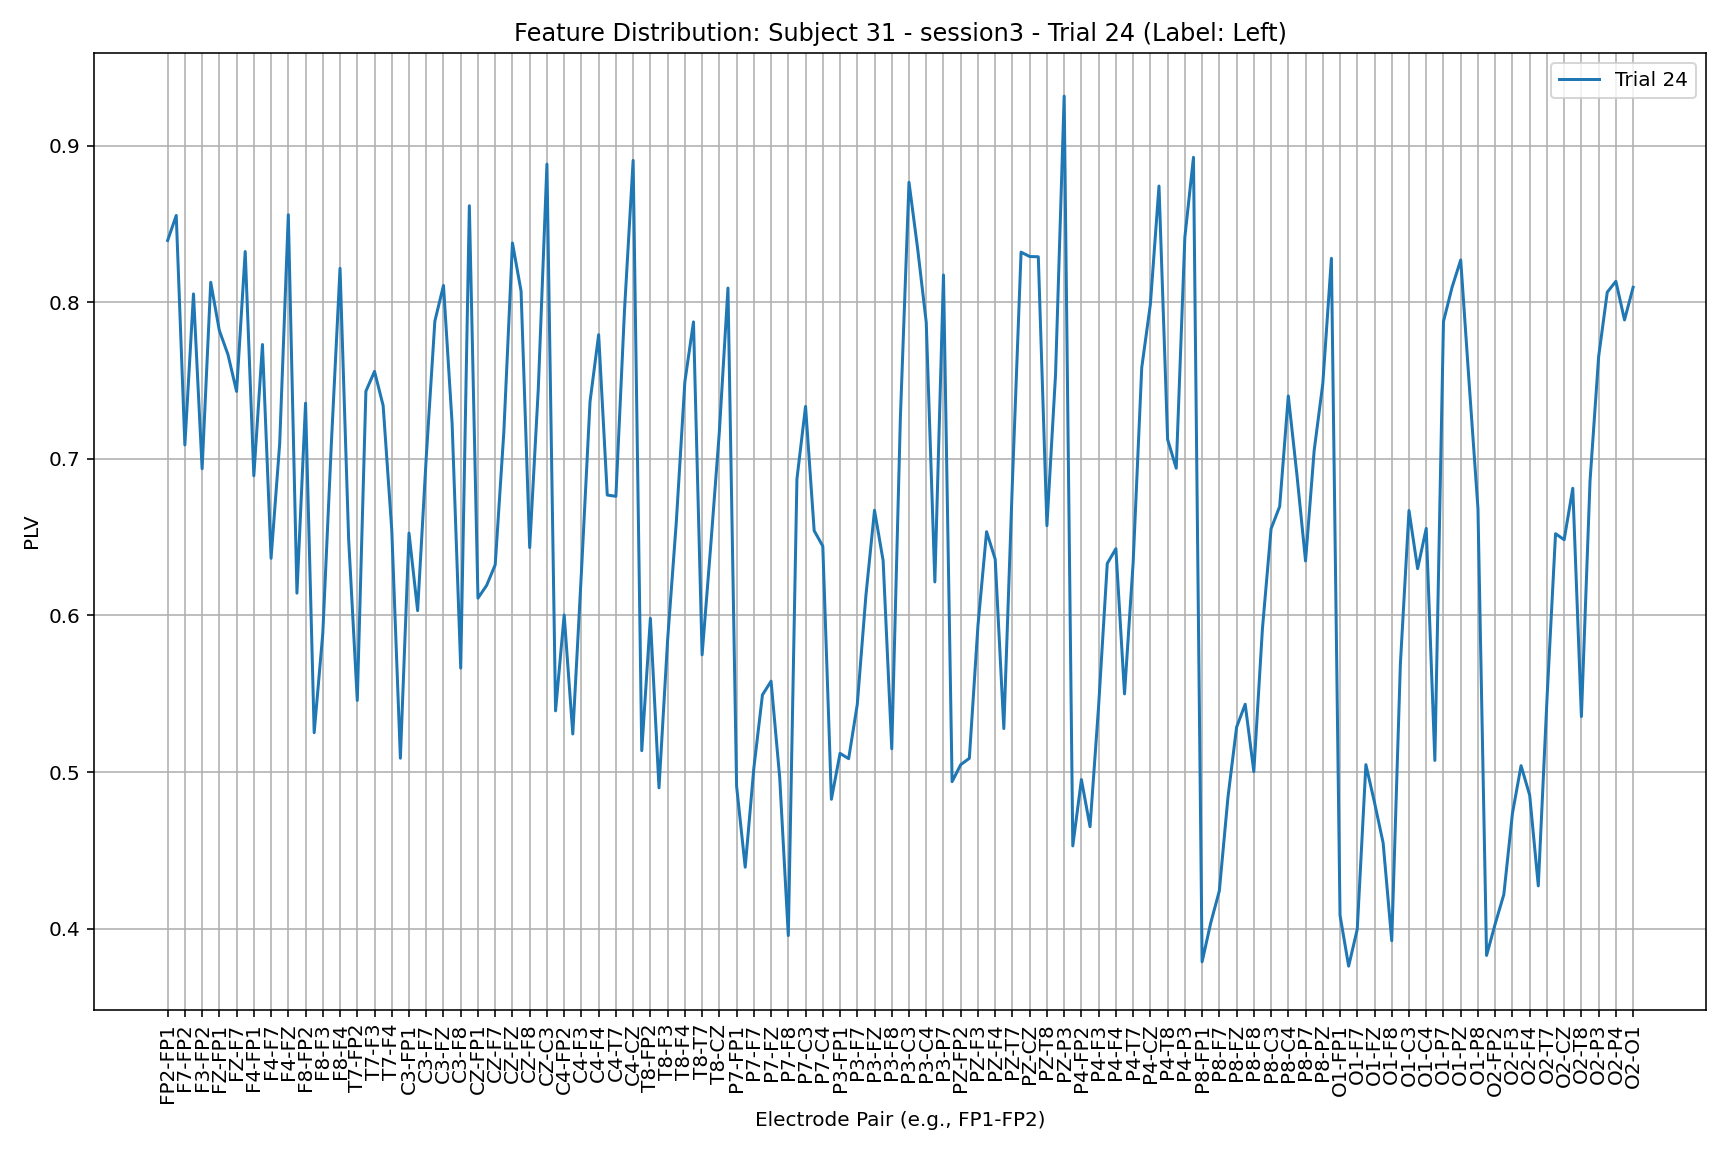 Feature Distribution: Subject 31 - session3 - Trial 24 (Label: Left)
Trial 24
PLV
0.9
0.8
0.7
0.6
0.5
0.4
FP2-FP1
F7-FP2
F3-FP2
FZ-FP1
FZ-F7
F4-FP1
F4-F7
F4-FZ
F8-FP2
F8-F3
F8-F4
T7-FP2
T7-F3
T7-F4
C3-FP1
C3-F7
C3-FZ
C3-F8
CZ-FP1
CZ-F7
CZ-FZ
CZ-F8
CZ-C3
C4-FP2
C4-F3
C4-F4
C4-T7
C4-CZ
T8-FP2
T8-F3
T8-F4
T8-T7
T8-CZ
P7-FP1
P7-F7
P7-FZ
P7-F8
P7-C3
P7-C4
P3-FP1
P3-F7
P3-FZ
P3-F8
P3-C3
P3-C4
P3-P7
PZ-FP2
PZ-F3
PZ-F4
PZ-T7
PZ-CZ
PZ-T8
PZ-P3
P4-FP2
P4-F3
P4-F4
P4-T7
P4-CZ
P4-T8
P4-P3
P8-FP1
P8-F7
P8-FZ
P8-F8
P8-C3
P8-C4
P8-P7
P8-PZ
O1-FP1
O1-F7
O1-FZ
O1-F8
O1-C3
O1-C4
O1-P7
O1-PZ
O1-P8
O2-FP2
O2-F3
O2-F4
O2-T7
O2-CZ
O2-T8
O2-P3
O2-P4
O2-O1
Electrode Pair (e.g., FP1-FP2)